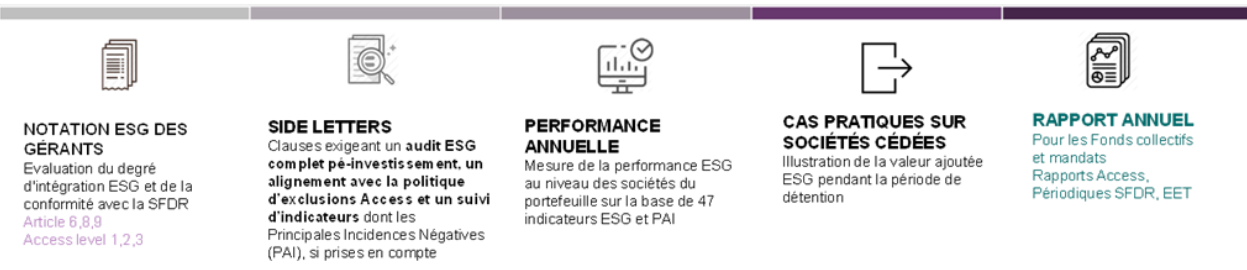 NOTATION ESG DES
GÉRANTS
Evaluation du degré
d'intégration ESG et de la
conformité avec la SFDR
Article 6,8,9
Access level 1,2,3
SIDE LETTERS
Clauses exigeant un audit ESG
complet pé-investissement, un
alignement avec la politique
d'exclusions Access et un suivi
d'indicateurs dont les
Principales Incidences Négatives
(PAI), si prises en compte
PERFORMANCE
ANNUELLE
Mesure de la performance ESG
au niveau des sociétés du
portefeuille sur la base de 47
indicateurs ESG et PAI
CAS PRATIQUES SUR
SOCIÉTÉS CÉDÉES
Illustration de la valeur ajoutée
ESG pendant la période de
détention
RAPPORT ANNUEL
Pour les Fonds collectifs
et mandats
Rapports Access,
Périodiques SFDR, EET